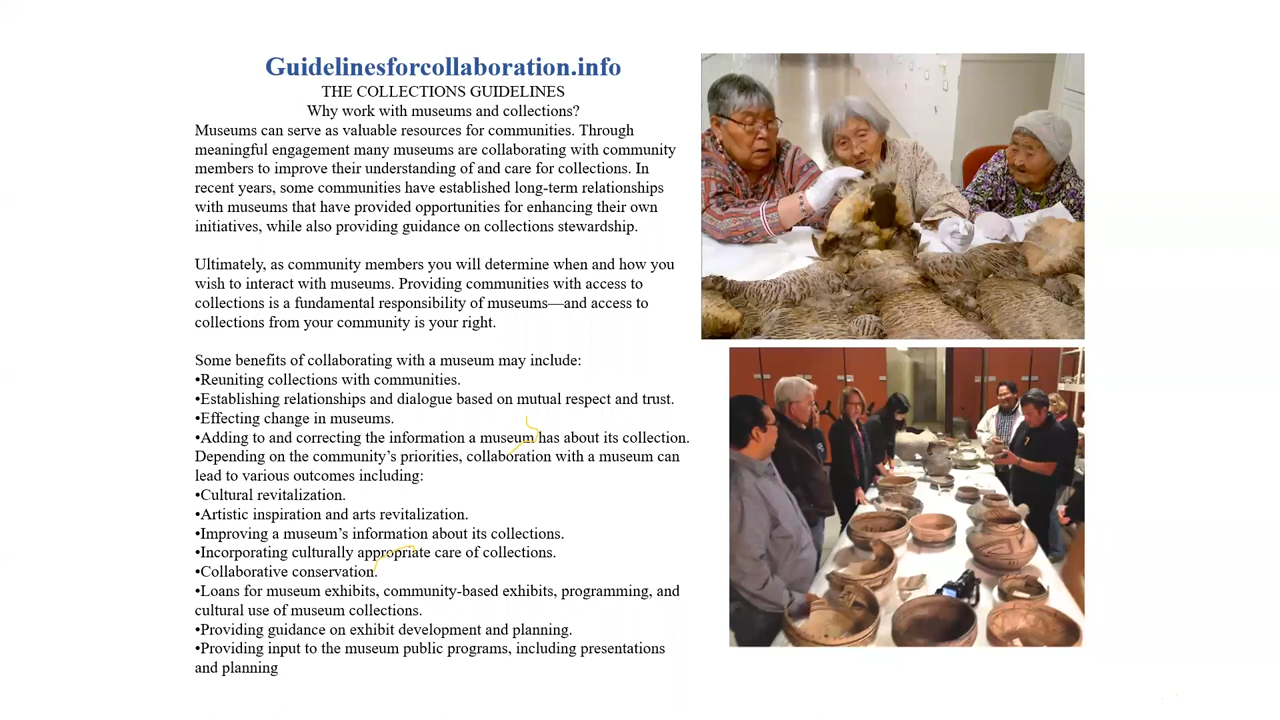 Guidelinesforcollaboration.info
THE COLLECTIONS GUIDELINES
Why work with museums and collections?
Museums can serve as valuable resources for communities. Through
meaningful engagement many museums are collaborating with community
members to improve their understanding of and care for collections. In
recent years, some communities have established long-term relationships
with museums that have provided opportunities for enhancing their own
initiatives, while also providing guidance on collections stewardship.
Ultimately, as community members you will determine when and how you
wish to interact with museums. Providing communities with access to
collections is a fundamental responsibility of museums—and access to
collections from your community is your right.
Some benefits of collaborating with a museum may include:
•Reuniting collections with communities.
•Establishing relationships and dialogue based on mutual respect and trust.
•Effecting change in museums.
•Adding to and correcting the information a museum has about its collection.
Depending on the community’s priorities, collaboration with a museum can
lead to various outcomes including:
•Cultural revitalization.
•Artistic inspiration and arts revitalization.
•Improving a museum’s information about its collections.
•Incorporating culturally appropriate care of collections.
•Collaborative conservation.
•Loans for museum exhibits, community-based exhibits, programming, and
cultural use of museum collections.
•Providing guidance on exhibit development and planning.
•Providing input to the museum public programs, including presentations
and planning